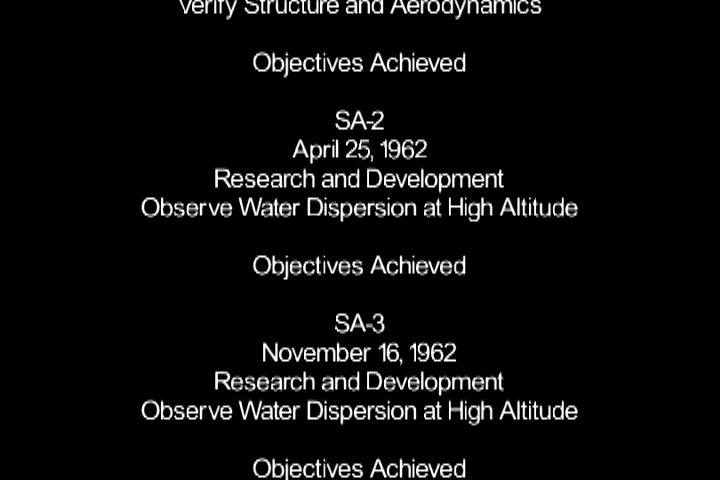 Verify Structure and Aerodynamics
Objectives Achieved
SA-2
April 25, 1962
Research and Development
Observe Water Dispersion at High Altitude
Objectives Achieved
SA-3
November 16, 1962
Research and Development
Observe Water Dispersion at High Altitude
Objectives Achieved